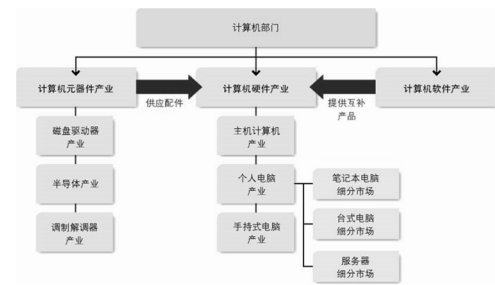 计算机部门
计算机元器件产业
供应配件
计算机硬件产业
提供互补
产品
计算机软件产业
磁盘驱动器
产业
半导体产业
调制解调器
产业
主机计算机
产业
个人电脑
产业
手持式电脑
产业
笔记本电脑
细分市场
台式电脑
细分市场
服务器
细分市场